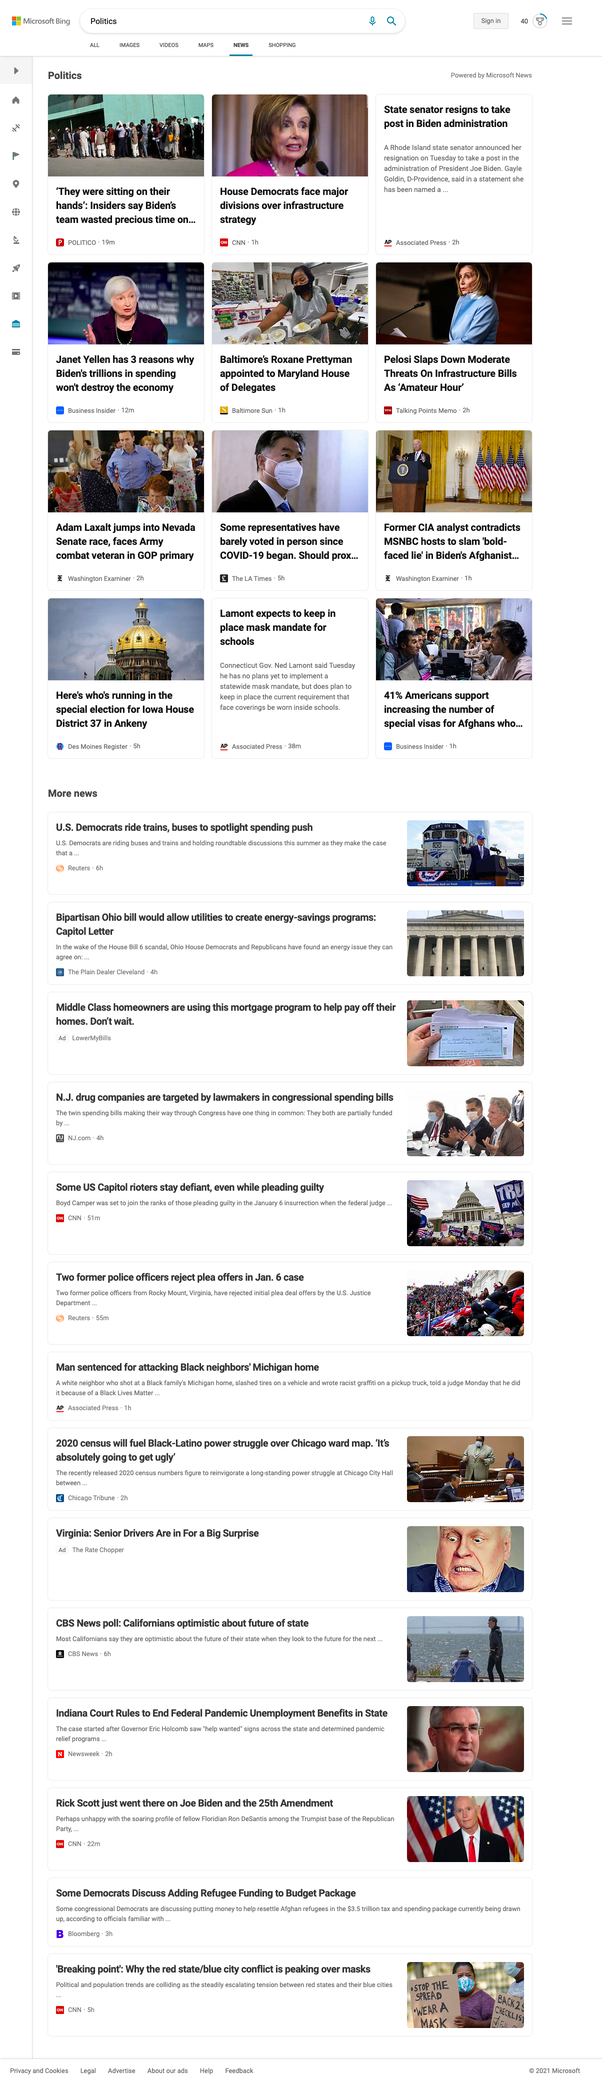 Microsoft Bing
Politics
Sign in
40
ALL
IMAGES
VIDEOS
MAPS
NEWS
SHOPPING
Politics
Powered by Microsoft News
‘They were sitting on their
hands’: Insiders say Biden’s
team wasted precious time on...
POLITICO · 19m
House Democrats face major
divisions over infrastructure
strategy
CNN · 1h
State senator resigns to take
post in Biden administration
A Rhode Island state senator announced her
resignation on Tuesday to take a post in the
administration of President Joe Biden. Gayle
Goldin, D-Providence, said in a statement she
has been named a ...
AP Associated Press · 2h
Janet Yellen has 3 reasons why
Biden's trillions in spending
won't destroy the economy
Business Insider · 12m
Baltimore’s Roxane Prettyman
appointed to Maryland House
of Delegates
Baltimore Sun · 1h
Pelosi Slaps Down Moderate
Threats On Infrastructure Bills
As ‘Amateur Hour’
Talking Points Memo · 2h
Adam Laxalt jumps into Nevada
Senate race, faces Army
combat veteran in GOP primary
Washington Examiner · 2h
Some representatives have
barely voted in person since
COVID-19 began. Should prox...
The LA Times · 5h
Former CIA analyst contradicts
MSNBC hosts to slam 'bold-
faced lie' in Biden's Afghanist...
Washington Examiner · 1h
Here's who's running in the
special election for Iowa House
District 37 in Ankeny
Des Moines Register · 5h
Lamont expects to keep in
place mask mandate for
schools
Connecticut Gov. Ned Lamont said Tuesday
he has no plans yet to implement a
statewide mask mandate, but does plan to
keep in place the current requirement that
face coverings be worn inside schools.
AP Associated Press · 38m
41% Americans support
increasing the number of
special visas for Afghans who...
Business Insider · 1h
More news
U.S. Democrats ride trains, buses to spotlight spending push
U.S. Democrats are riding buses and trains and holding roundtable discussions this summer as they make the case
that a ...
Reuters · 6h
Bipartisan Ohio bill would allow utilities to create energy-savings programs:
Capitol Letter
In the wake of the House Bill 6 scandal, Ohio House Democrats and Republicans have found an energy issue they can
agree on: ...
The Plain Dealer Cleveland · 4h
Middle Class homeowners are using this mortgage program to help pay off their
homes. Don’t wait.
Ad LowerMyBills
N.J. drug companies are targeted by lawmakers in congressional spending bills
The twin spending bills making their way through Congress have one thing in common: They both are partially funded
by ...
NJ.com · 4h
Some US Capitol rioters stay defiant, even while pleading guilty
Boyd Camper was set to join the ranks of those pleading guilty in the January 6 insurrection when the federal judge ...
CNN · 51m
TRU
Two former police officers reject plea offers in Jan. 6 case
Two former police officers from Rocky Mount, Virginia, have rejected initial plea deal offers by the U.S. Justice
Department ...
Reuters · 55m
Man sentenced for attacking Black neighbors' Michigan home
A white neighbor who shot at a Black family's Michigan home, slashed tires on a vehicle and wrote racist graffiti on a pickup truck, told a judge Monday that he did
it because of a Black Lives Matter ...
AP Associated Press · 1h
2020 census will fuel Black-Latino power struggle over Chicago ward map. ‘It’s
absolutely going to get ugly’
The recently released 2020 census numbers figure to reinvigorate a long-standing power struggle at Chicago City Hall
between ...
Chicago Tribune · 2h
Virginia: Senior Drivers Are in For a Big Surprise
Ad The Rate Chopper
CBS News poll: Californians optimistic about future of state
Most Californians say they are optimistic about the future of their state when they look to the future for the next ...
CBS News · 6h
Indiana Court Rules to End Federal Pandemic Unemployment Benefits in State
The case started after Governor Eric Holcomb saw "help wanted" signs across the state and determined pandemic
relief programs ...
Newsweek · 2h
Rick Scott just went there on Joe Biden and the 25th Amendment
Perhaps unhappy with the soaring profile of fellow Floridian Ron DeSantis among the Trumpist base of the Republican
Party, ...
CNN · 22m
Some Democrats Discuss Adding Refugee Funding to Budget Package
Some congressional Democrats are discussing putting money to help resettle Afghan refugees in the $3.5 trillion tax and spending package currently being drawn
up, according to officials familiar with ...
Bloomberg · 3h
'Breaking point': Why the red state/blue city conflict is peaking over masks
Political and population trends are colliding as the steadily escalating tension between red states and their blue cities
...
CNN · 5h
STOP THE
SPREAD
WEAR A
MASK
Privacy and Cookies
Legal
Advertise
About our ads
Help
Feedback
© 2021 Microsoft